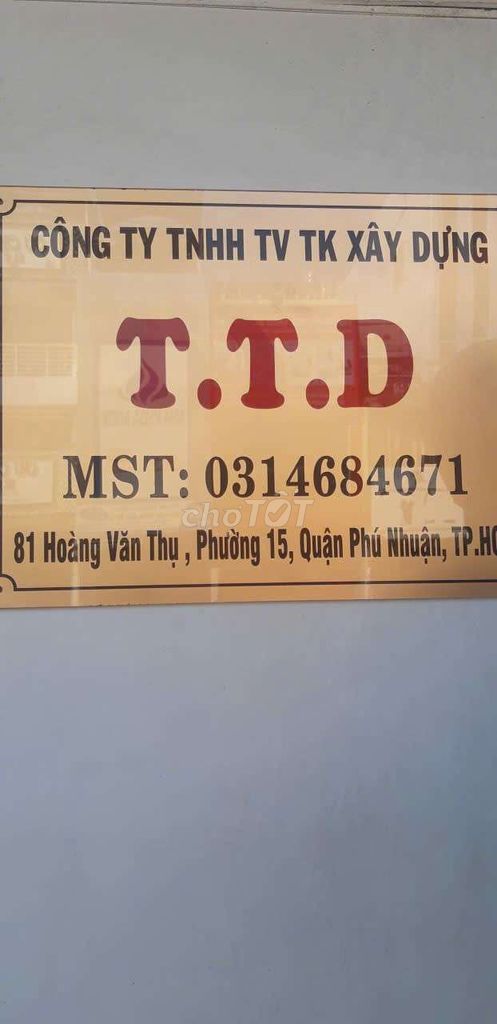 CÔNG TY TNHH TV TK XÂY DỰNG
T.T.D
MST: 0314684671
choTỐT
81 Hoàng Văn Thụ , Phường 15, Quận Phú Nhuận, TP.HC